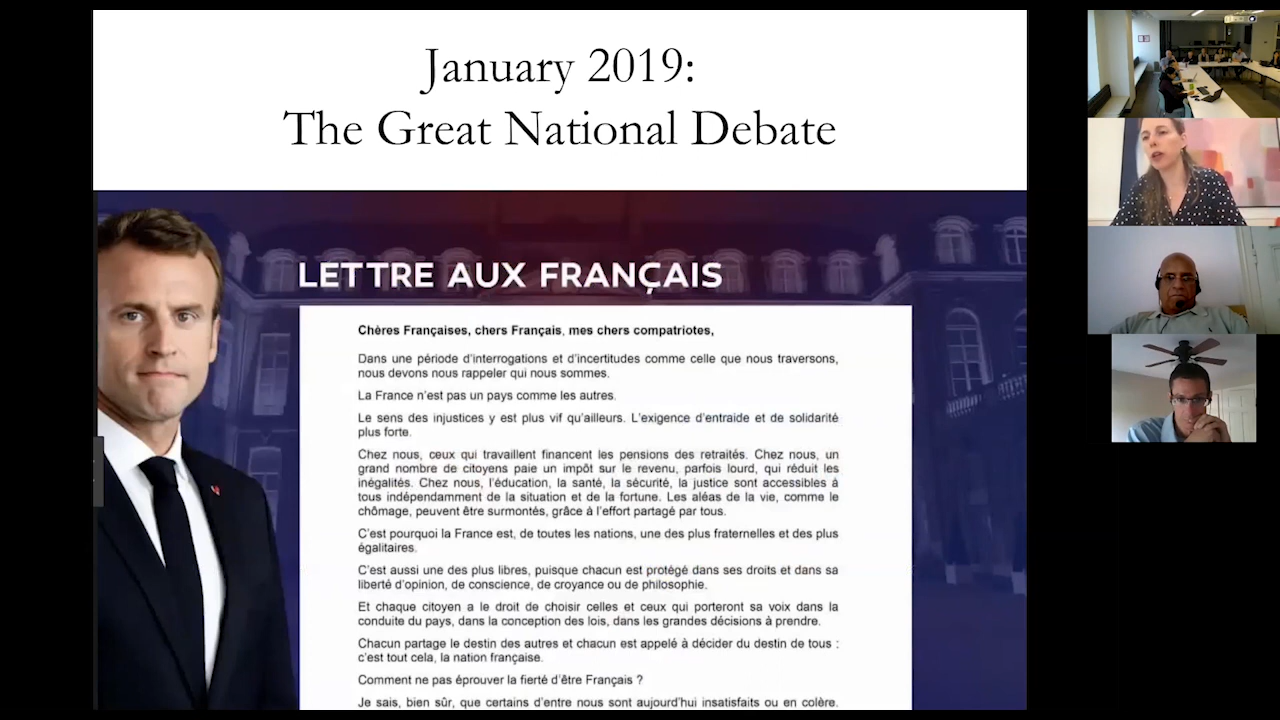 January 2019:
The Great National Debate
LETTRE AUX FRANÇAIS
Chères Françaises, chers Français, mes chers compatriotes,
Dans une période d’interrogations et d’incertitudes comme celle que nous traversons,
nous devons nous rappeler qui nous sommes.
La France n’est pas un pays comme les autres.
Le sens des injustices y est plus vif qu’ailleurs. L’exigence d’entraide et de solidarité
plus forte.
Chez nous, ceux qui travaillent financent les pensions des retraités. Chez nous, un
grand nombre de citoyens paie un impôt sur le revenu, parfois lourd, qui réduit les
inégalités. Chez nous, l’éducation, la santé, la sécurité, la justice sont accessibles à
tous indépendamment de la situation et de la fortune. Les aléas de la vie, comme le
chômage, peuvent être surmontés, grâce à l’effort partagé par tous.
C’est pourquoi la France est, de toutes les nations, une des plus fraternelles et des plus
égalitaires.
C’est aussi une des plus libres, puisque chacun est protégé dans ses droits et dans sa
liberté d’opinion, de conscience, de croyance ou de philosophie.
Et chaque citoyen a le droit de choisir celles et ceux qui porteront sa voix dans la
conduite du pays, dans la conception des lois, dans les grandes décisions à prendre.
Chacun partage le destin des autres et chacun est appelé à décider du destin de tous :
c’est tout cela, la nation française.
Comment ne pas éprouver la fierté d’être Français ?
Je sais, bien sûr, que certains d’entre nous sont aujourd’hui insatisfaits ou en colère.